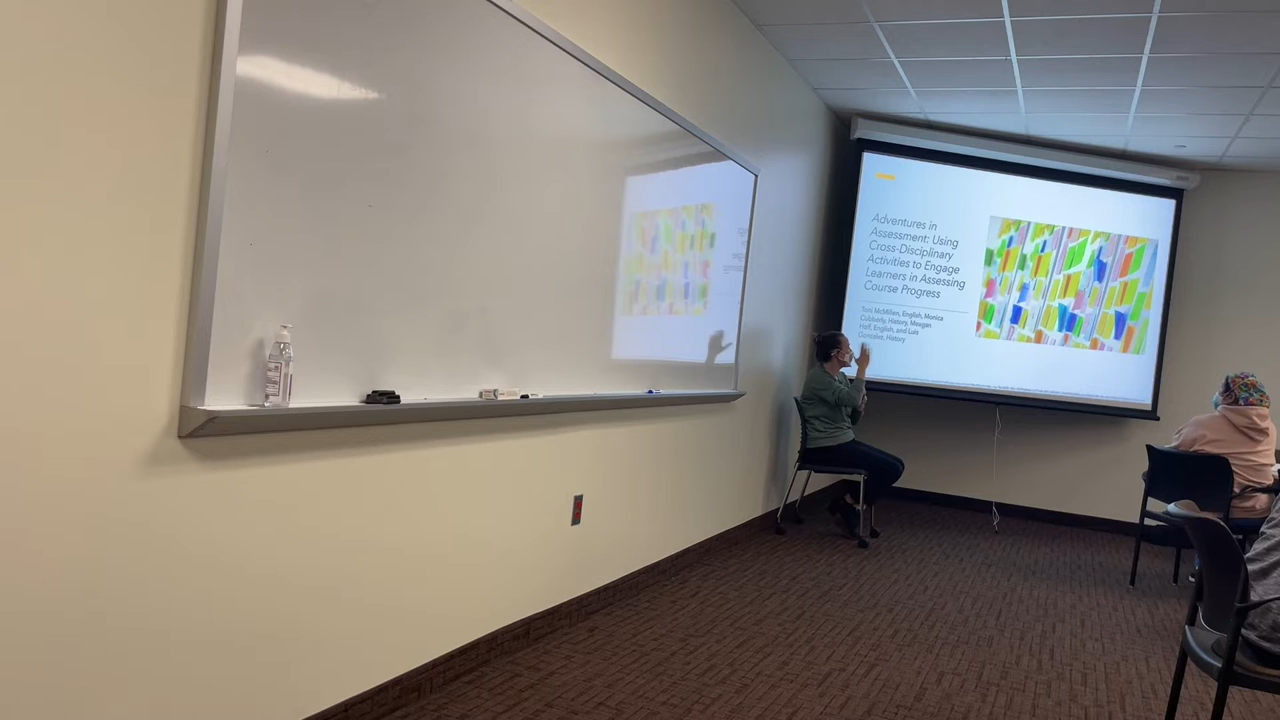 Adventures in
Assessment: Using
Cross-Disciplinary
Activities to Engage
Learners in Assessing
Course Progress
Toni McMillen, English, Monica
Cubberly, History, Meagan
Hoff, English, and Luis
Gonzalez, History